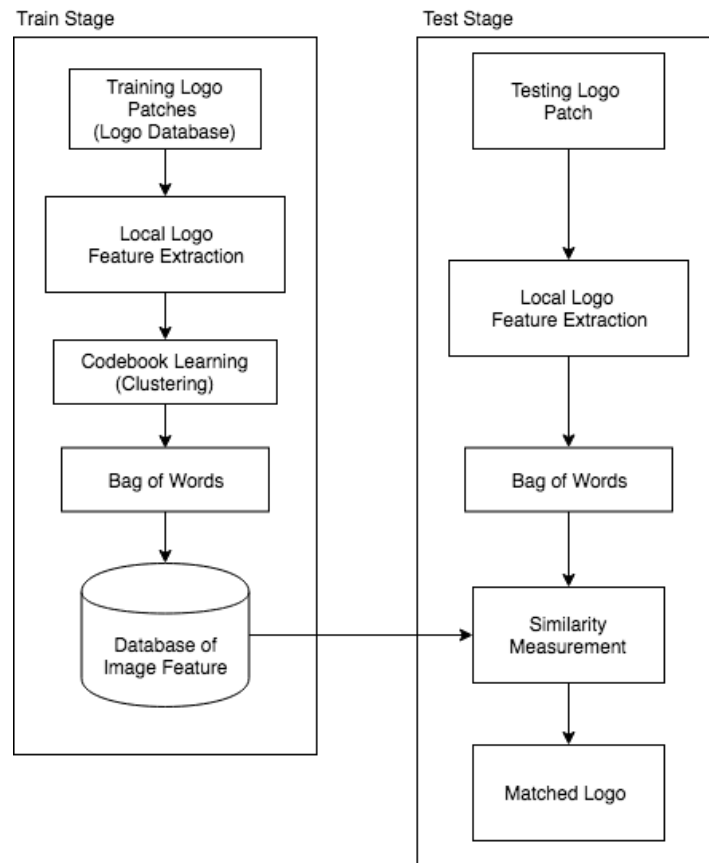 Train Stage
Training Logo
Patches
(Logo Database)
Local Logo
Feature Extraction
Codebook Learning
(Clustering)
Bag of Words
Database of
Image Feature
Test Stage
Testing Logo
Patch
Local Logo
Feature Extraction
Bag of Words
Similarity
Measurement
Matched Logo